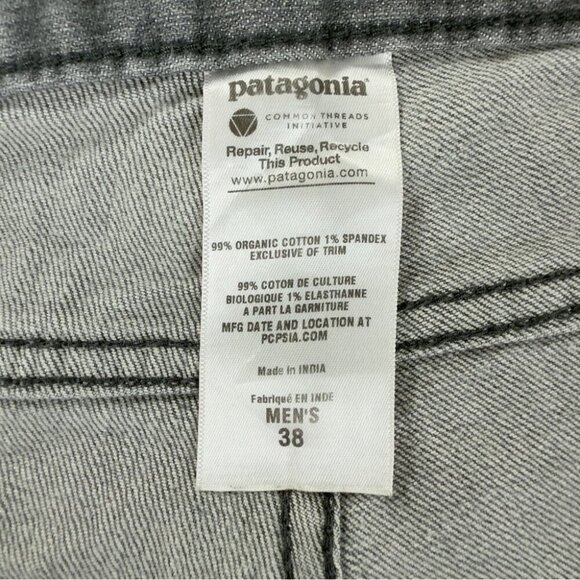 patagonia®
COMMON THREADS
INITIATIVE
Repair, Reuse, Recycle
This Product
www.patagonia.com
99% ORGANIC COTTON 1% SPANDEX
EXCLUSIVE OF TRIM
99% COTON DE CULTURE
BIOLOGIQUE 1% ELASTHANNE
A PART LA GARNITURE
MFG DATE AND LOCATION AT
PCPSIA.COM
Made in INDIA
Fabriqué EN INDE
MEN'S
38